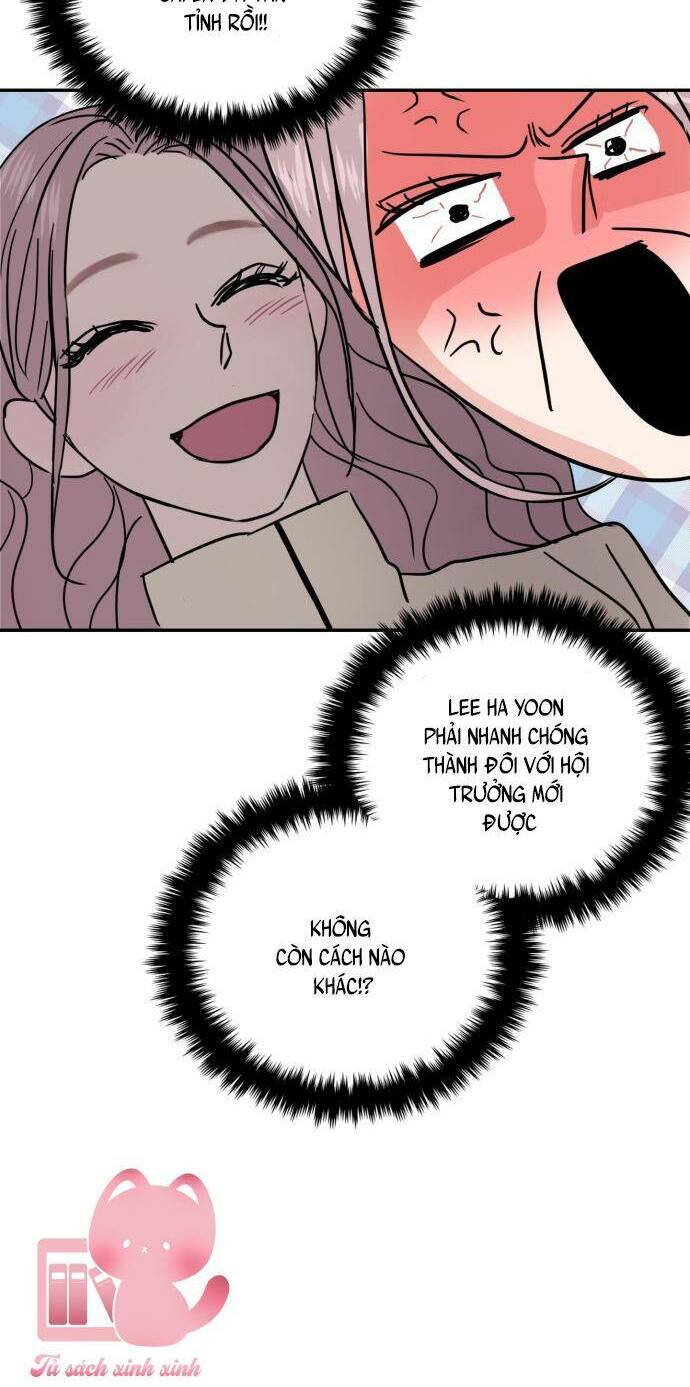 TỈNH RỒI!!
LEE HA YOON
PHẢI NHANH CHÓNG
THÀNH ĐÔI VỚI HỘI
TRƯỞNG MỚI
ĐƯỢC
KHÔNG
CÒN CÁCH NÀO
KHÁC!?
Tủ sách xinh xinh